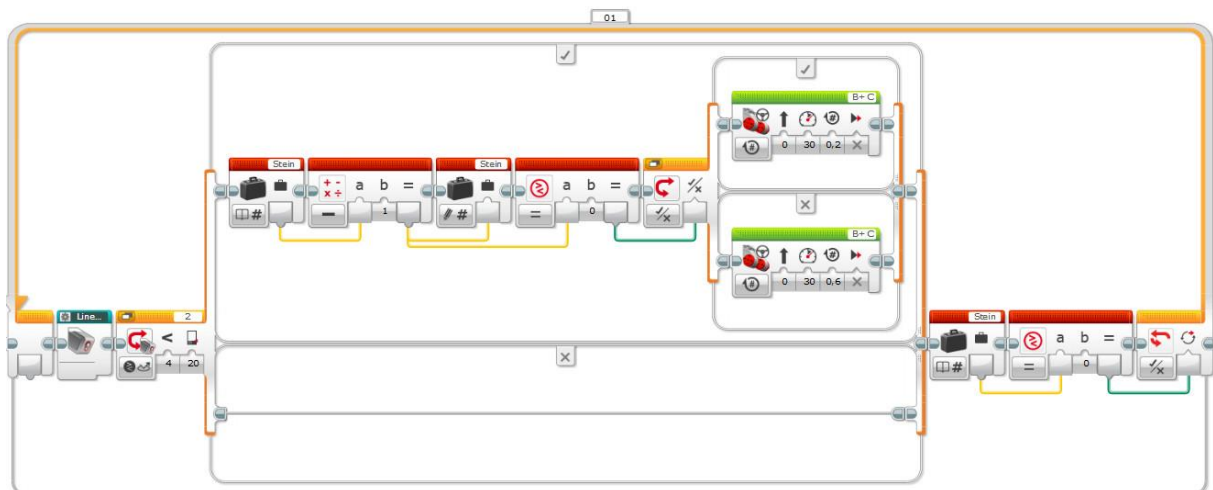 01
B+ C
0 30 0,2
Stein
a b =
1
Stein
#
a b =
= 0
#
B+ C
0 30 0,6
Line...
2
<
4 20
Stein
#
a b =
= 0